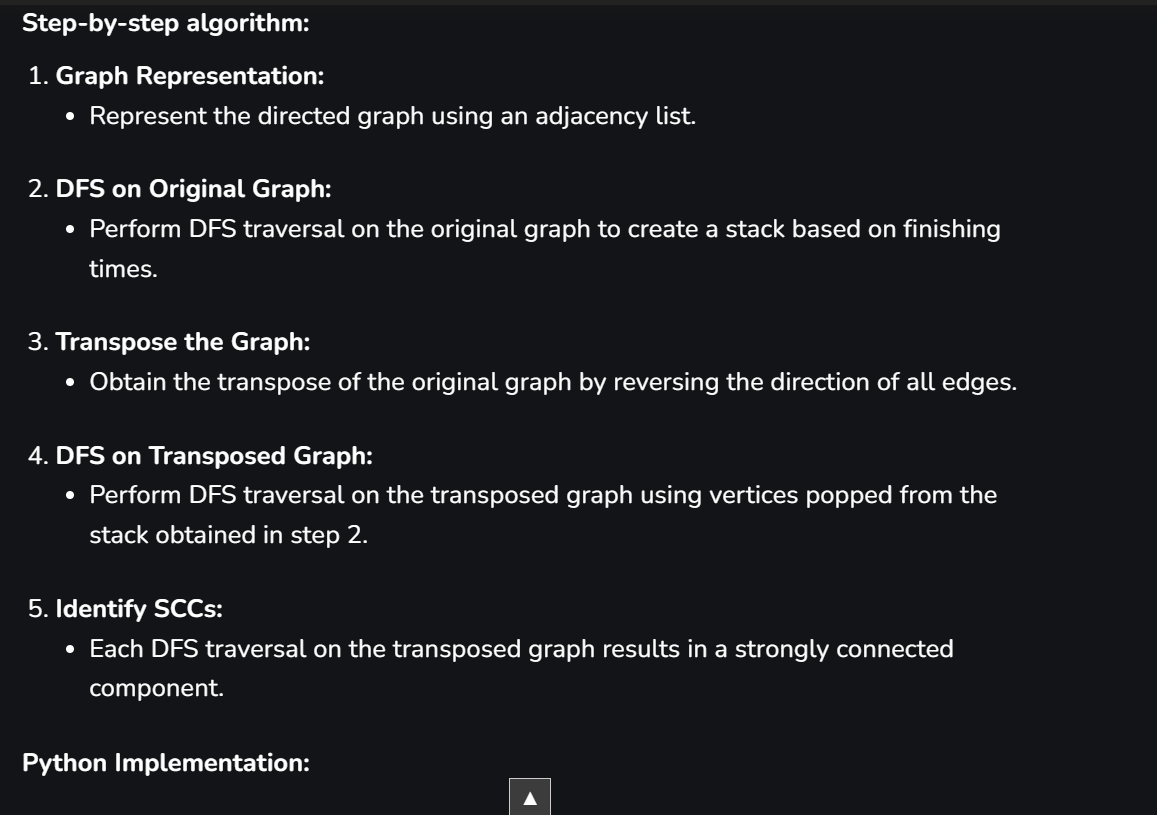 Step-by-step algorithm:
1. Graph Representation:
• Represent the directed graph using an adjacency list.
2. DFS on Original Graph:
• Perform DFS traversal on the original graph to create a stack based on finishing
times.
3. Transpose the Graph:
• Obtain the transpose of the original graph by reversing the direction of all edges.
4. DFS on Transposed Graph:
• Perform DFS traversal on the transposed graph using vertices popped from the
stack obtained in step 2.
5. Identify SCCs:
• Each DFS traversal on the transposed graph results in a strongly connected
component.
Python Implementation: